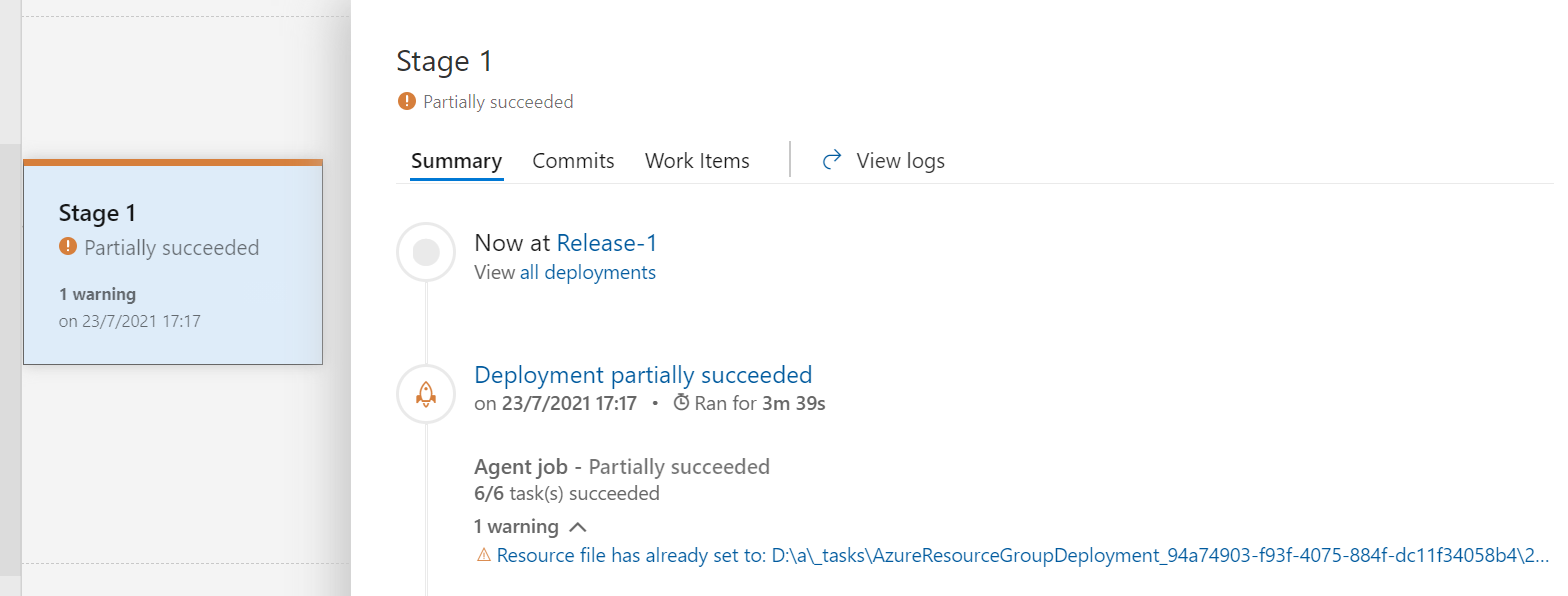 Stage 1
Partially succeeded
1 warning
on 23/7/2021 17:17
Stage 1
Partially succeeded
Summary Commits Work Items View logs
Now at Release-1
View all deployments
Deployment partially succeeded
on 23/7/2021 17:17 • Ran for 3m 39s
Agent job - Partially succeeded
6/6 task(s) succeeded
1 warning
Resource file has already set to: D:\a\_tasks\AzureResourceGroupDeployment_94a74903-f93f-4075-884f-dc11f34058b4\2...